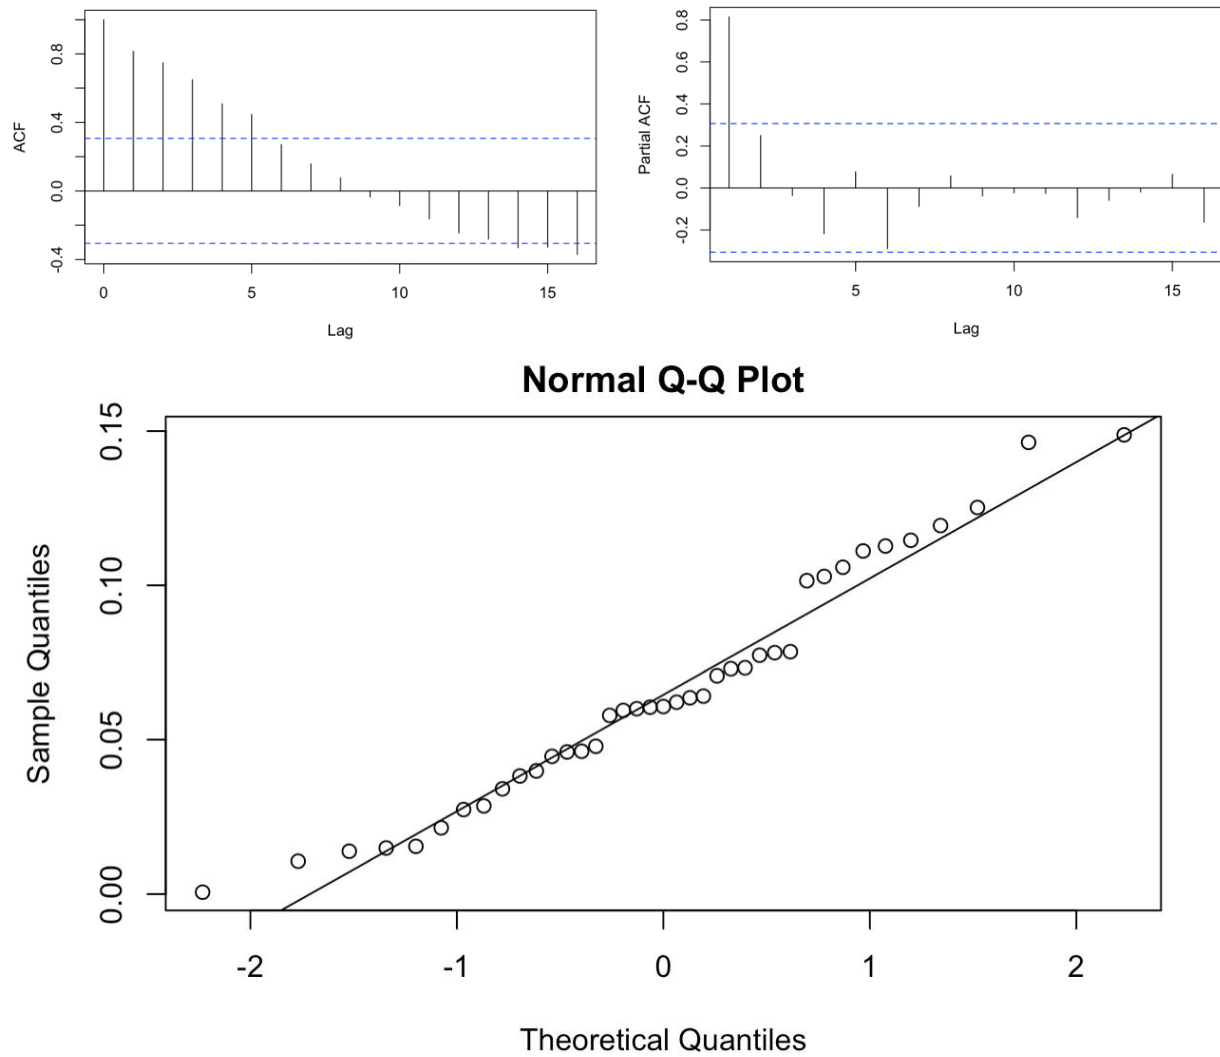 ACF
0.8
0.4
0.0
-0.4
0 5 10 15
Lag
Partial ACF
0.8
0.6
0.4
0.2
0.0
-0.2
5 10 15
Lag
Normal Q-Q Plot
Sample Quantiles
0.15
0.10
0.05
0.00
-2 -1 0 1 2
Theoretical Quantiles